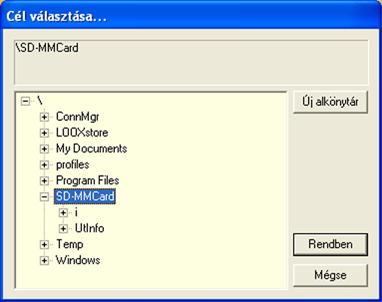 Cél választása...
\SD-MMCard
\
ConnMgr
LOOXstore
My Documents
profiles
Program Files
SD-MMCard
i
UtInfo
Temp
Windows
Új alkönytár
Rendben
Mégse